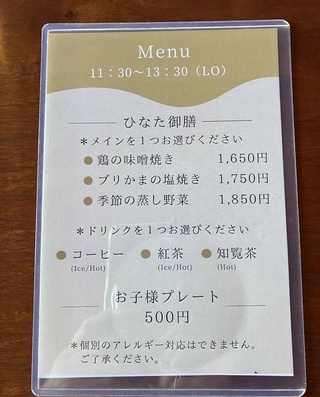 Menu
11：30〜13：30（LO）
ひなた御膳
＊メインを１つお選びください
●鶏の味噌焼き 1,650円
●ブリかまの塩焼き 1,750円
●季節の蒸し野菜 1,850円
＊ドリンクを１つお選びください
●コーヒー ●紅茶 ●知覧茶
(Ice/Hot) (Ice/Hot) (Hot)
お子様プレート
500円
＊個別のアレルギー対応はできません。
ご了承ください。